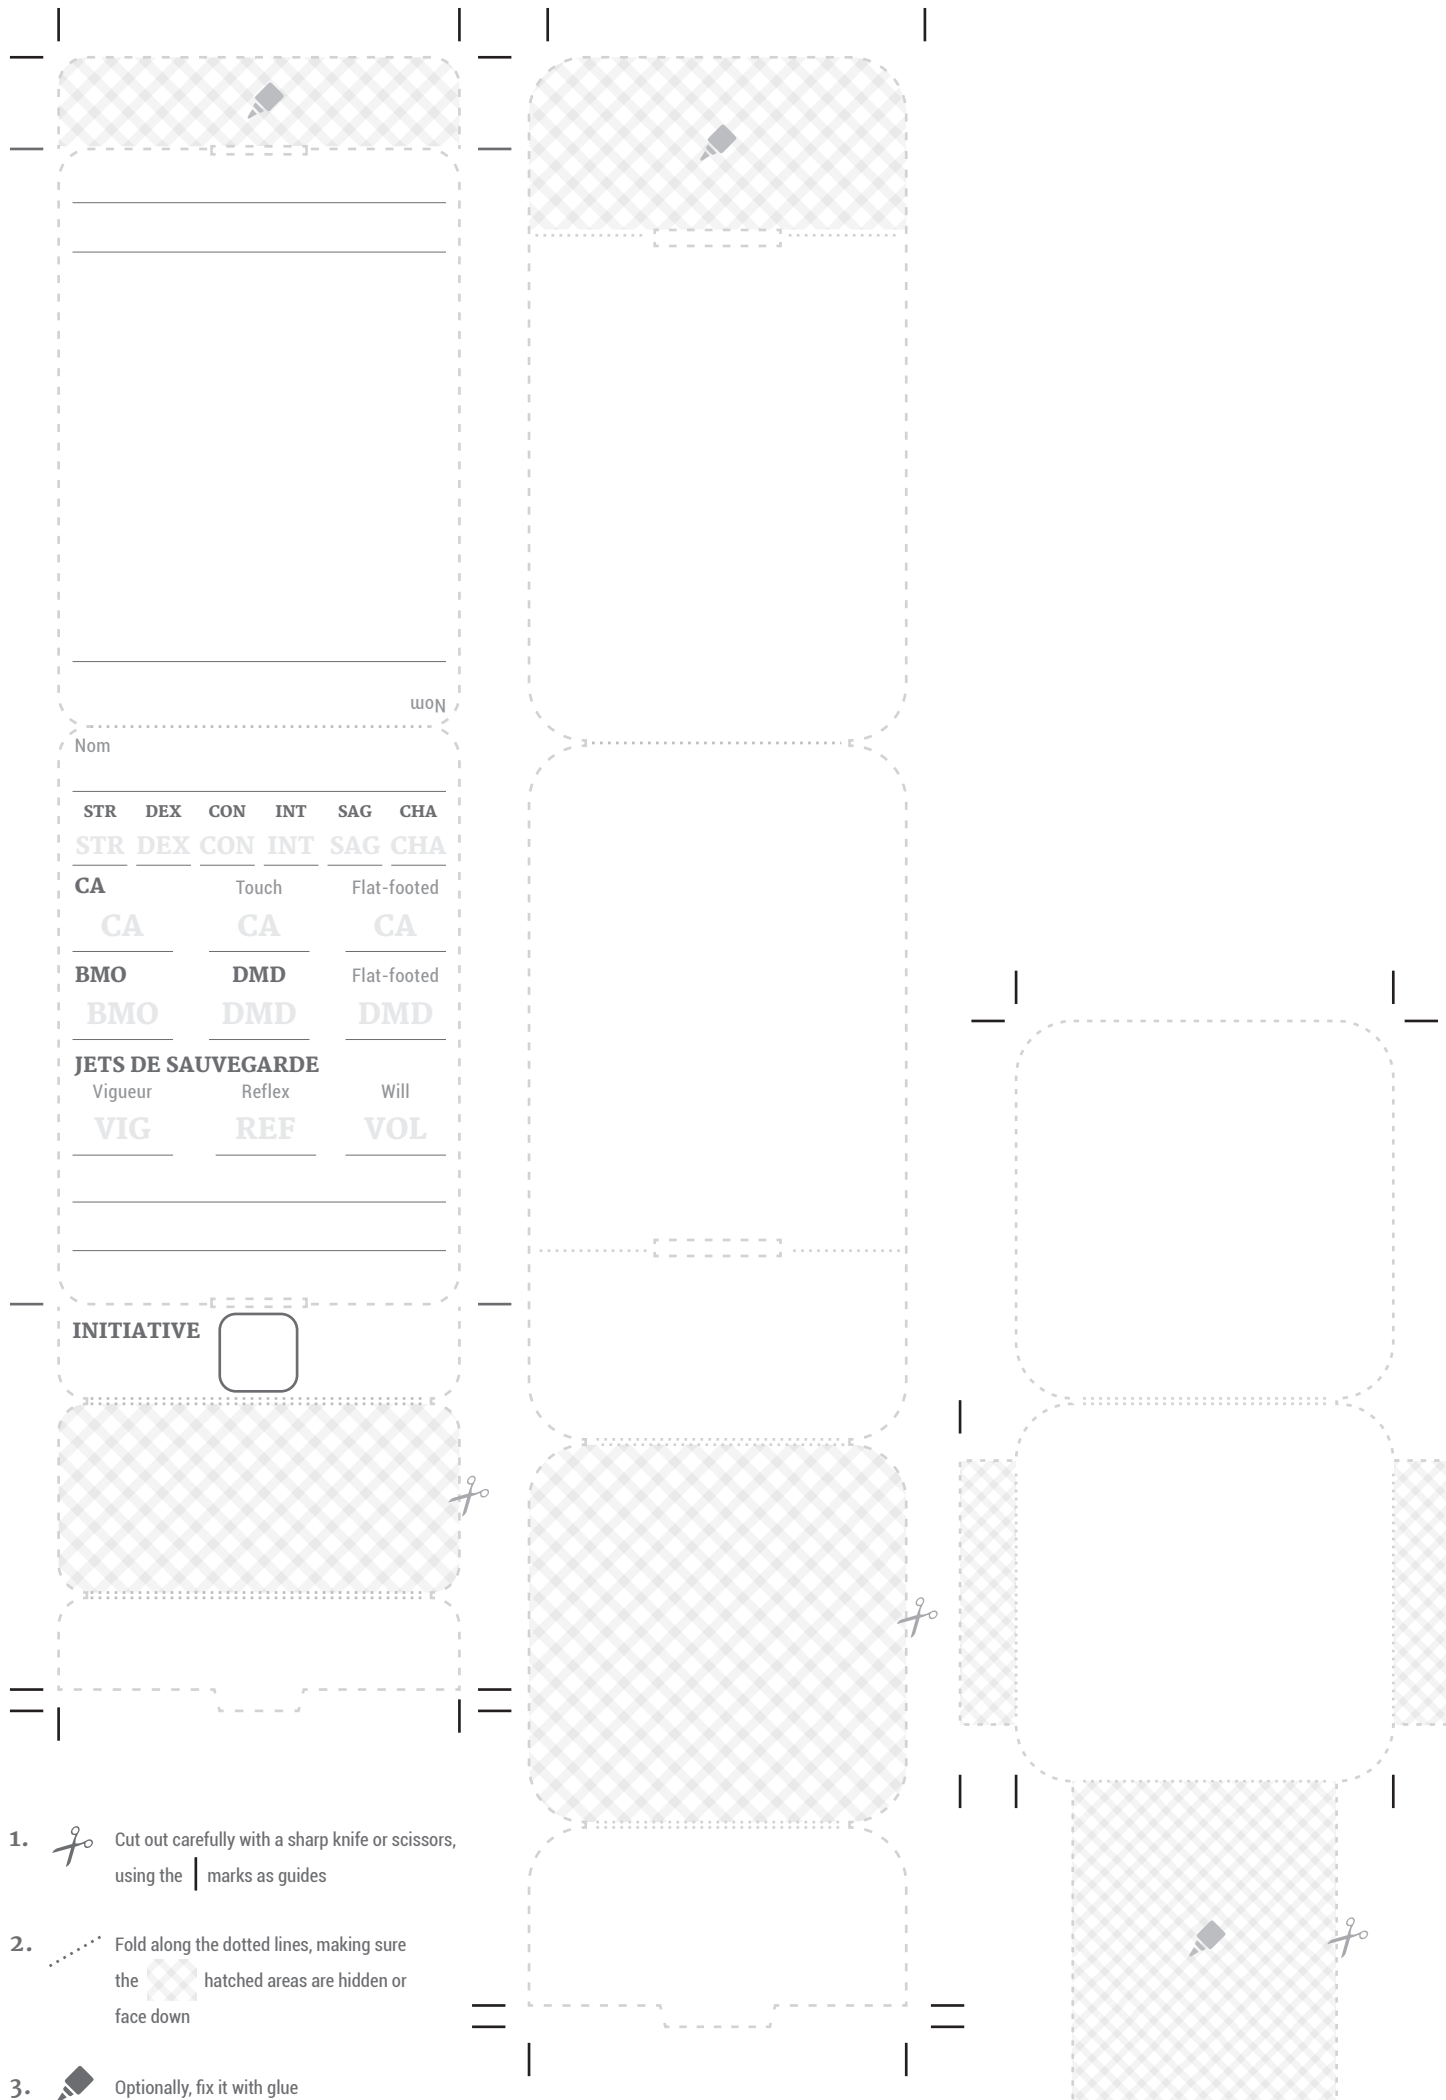 Nom
Nom
STR DEX CON INT SAG CHA
STR DEX CON INT SAG CHA
CA Touch Flat-footed
CA CA CA
BMO DMD Flat-footed
BMO DMD DMD
JETS DE SAUVEGARDE
Vigueur Reflex Will
VIG REF VOL
INITIATIVE
1. Cut out carefully with a sharp knife or scissors,
using the marks as guides
2. Fold along the dotted lines, making sure
the hatched areas are hidden or
face down
3. Optionally, fix it with glue